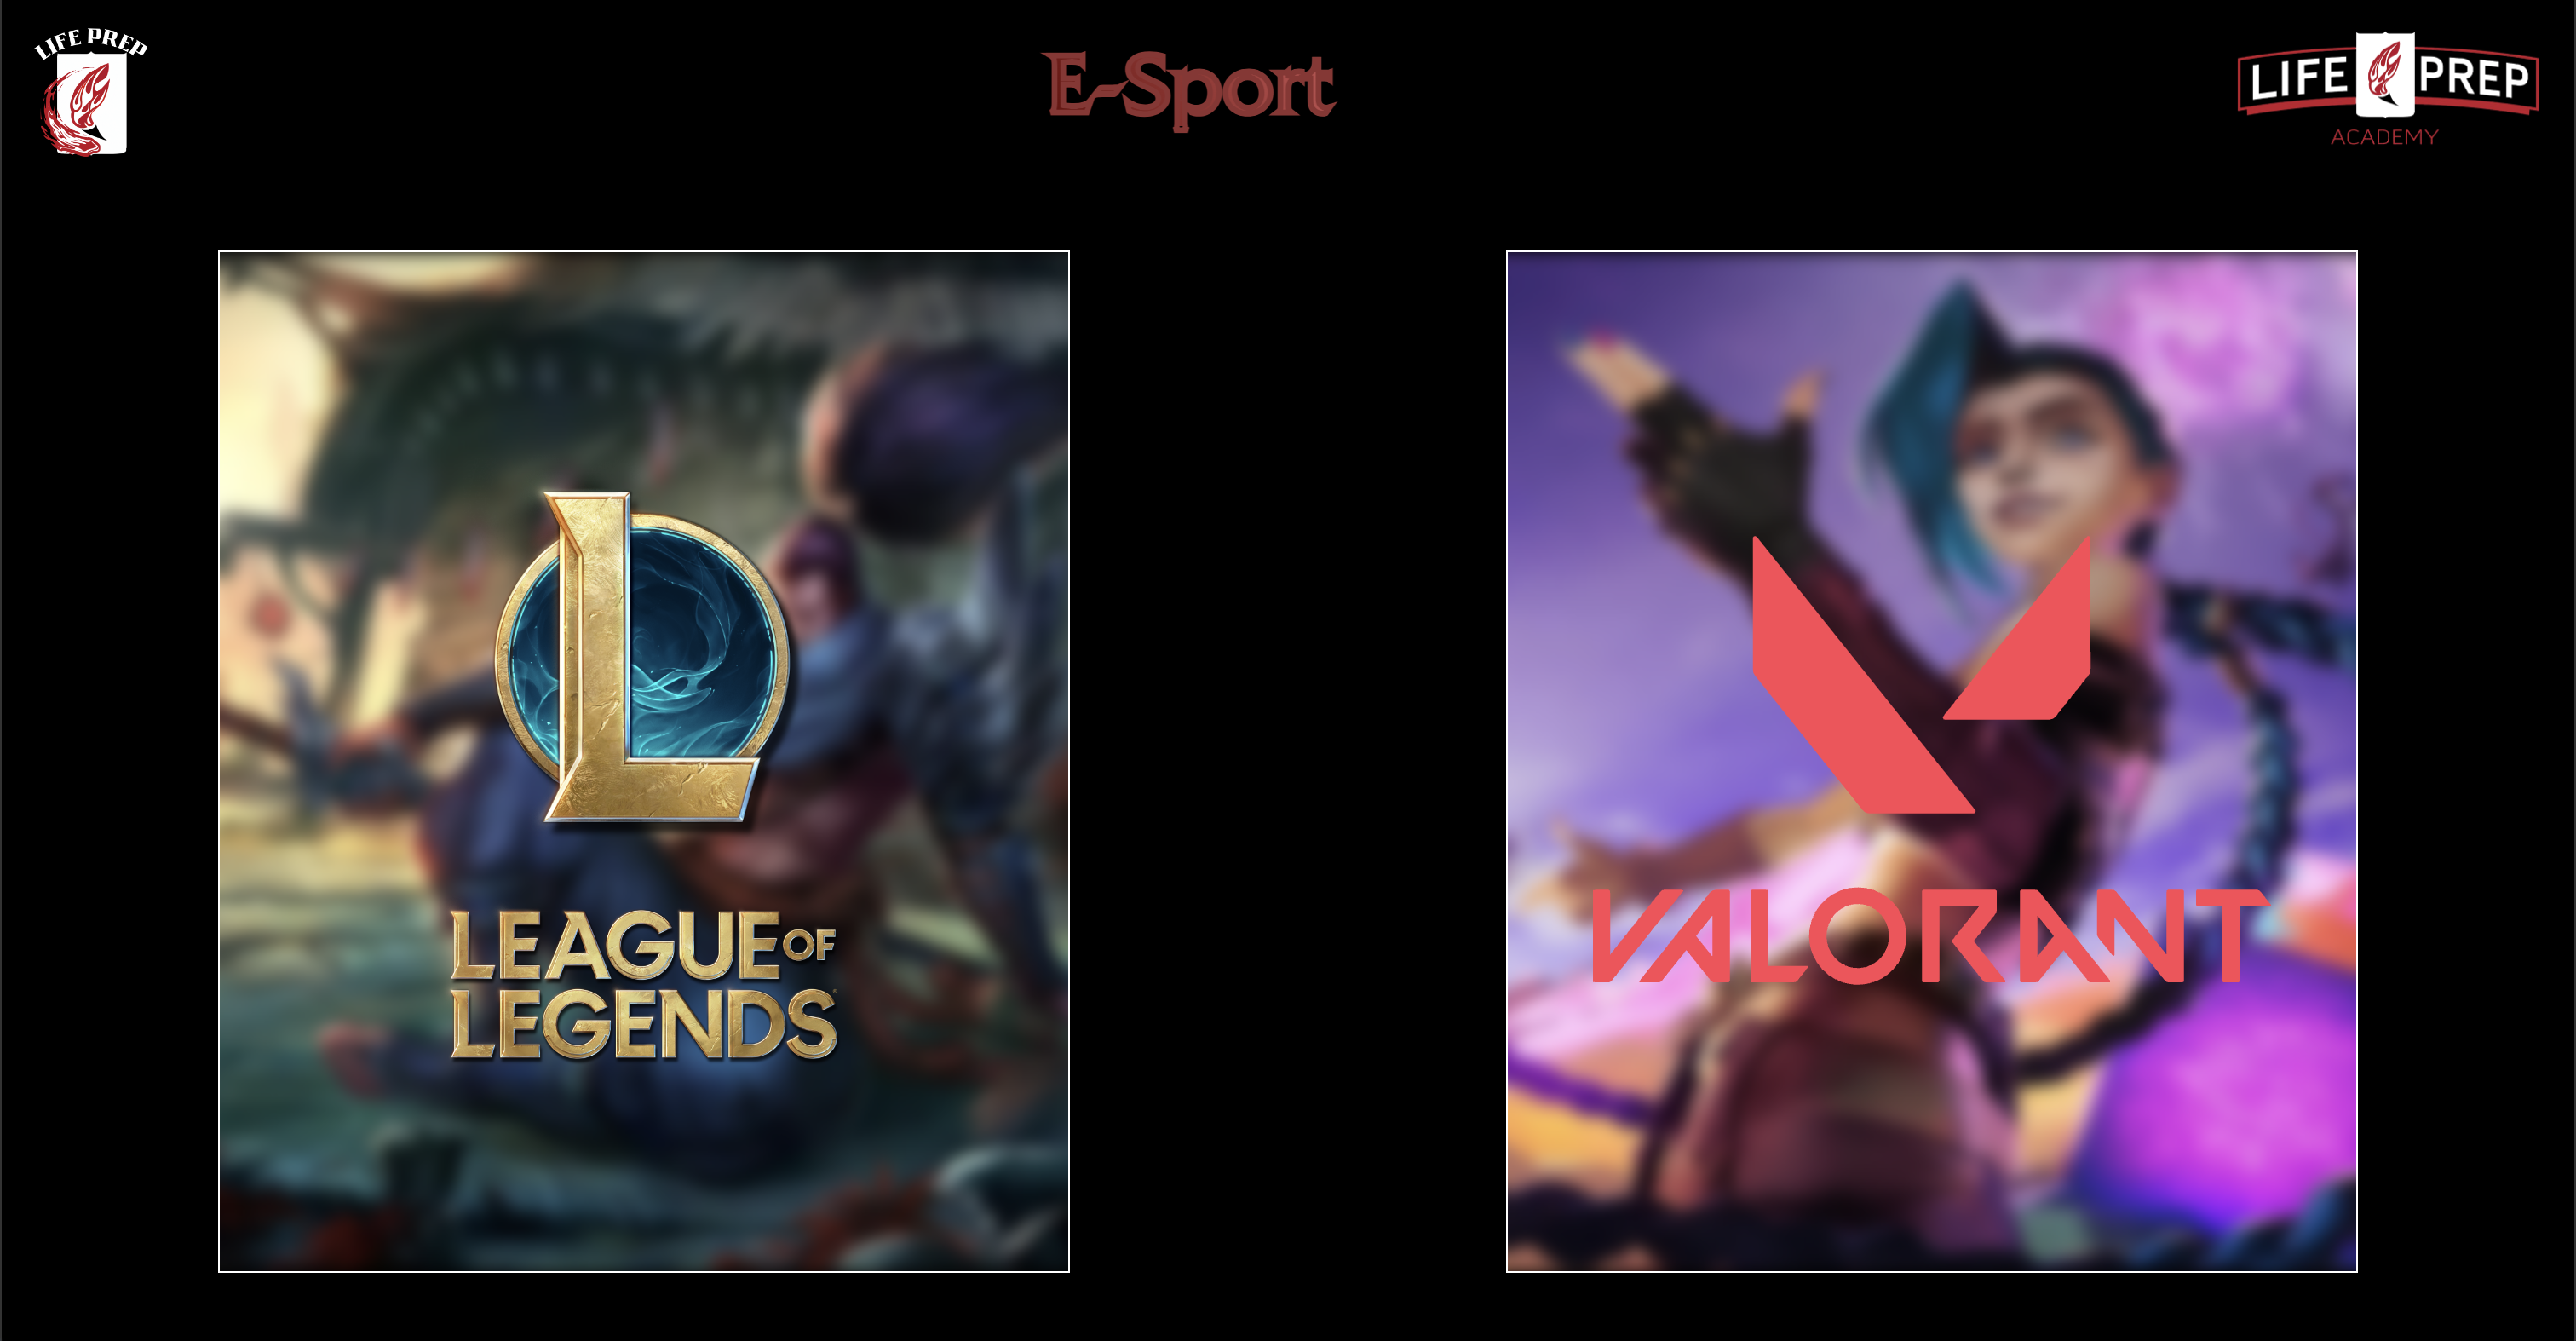 LIFE PREP
E-Sport
LIFE PREP
ACADEMY
LEAGUE OF
LEGENDS
VALORANT